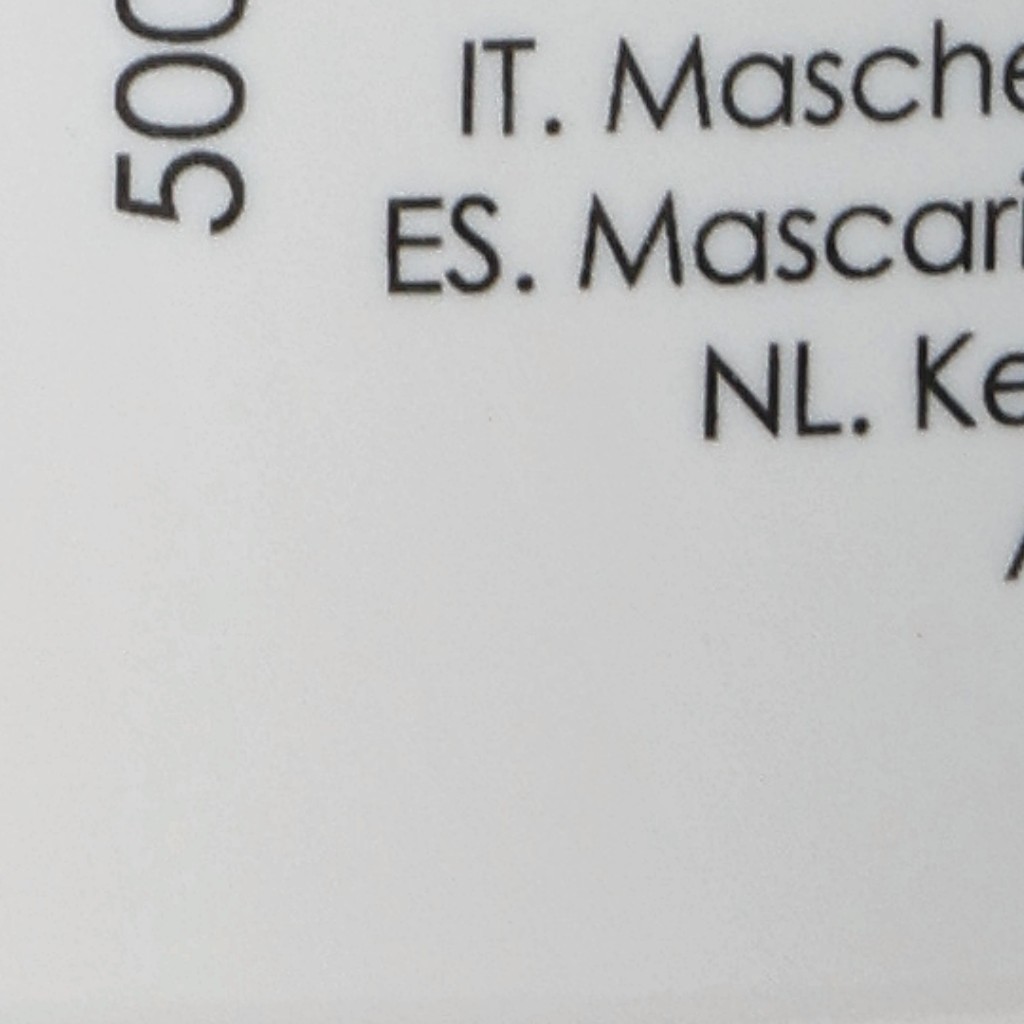 500
IT. Masche
ES. Mascari
NL. Ke